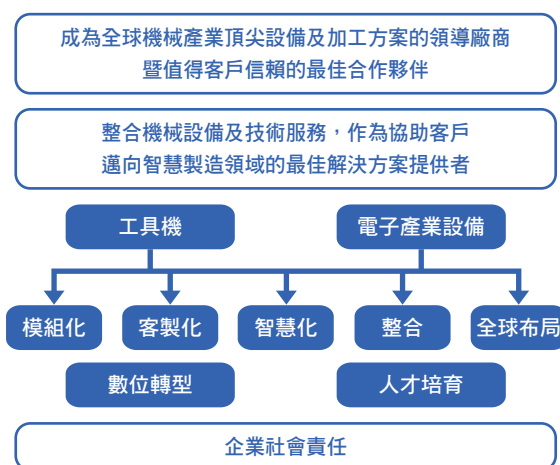 成為全球機械產業頂尖設備及加工方案的領導廠商
暨值得客戶信賴的最佳合作夥伴
整合機械設備及技術服務，作為協助客戶
邁向智慧製造領域的最佳解決方案提供者
工具機
電子產業設備
模組化
客製化
智慧化
整合
全球布局
數位轉型
人才培育
企業社會責任